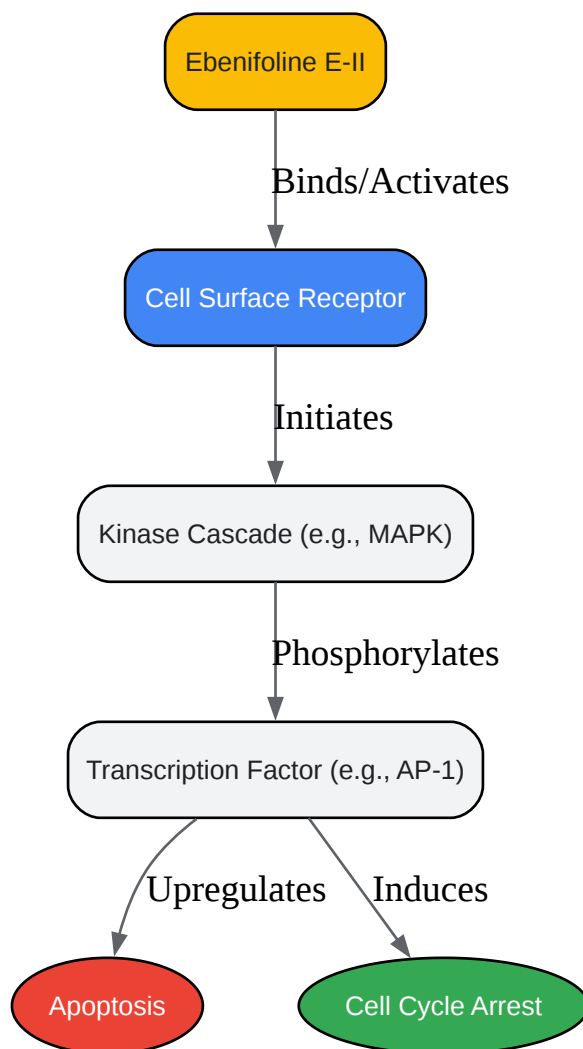 Ebenifoline E-II
Binds/Activates
Cell Surface Receptor
Initiates
Kinase Cascade (e.g., MAPK)
Phosphorylates
Transcription Factor (e.g., AP-1)
Upregulates
Induces
Apoptosis
Cell Cycle Arrest